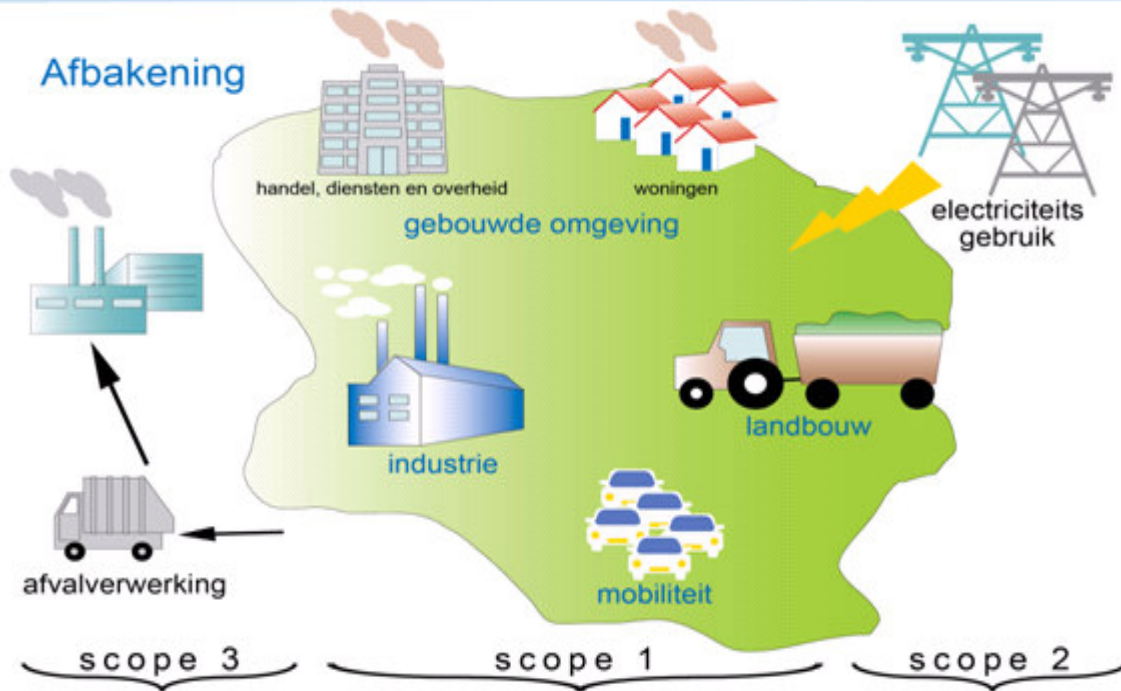 Afbakening
handel, diensten en overheid
woningen
gebouwde omgeving
electriciteits
gebruik
industrie
landbouw
mobiliteit
afvalverwerking
scope 3
scope 1
scope 2